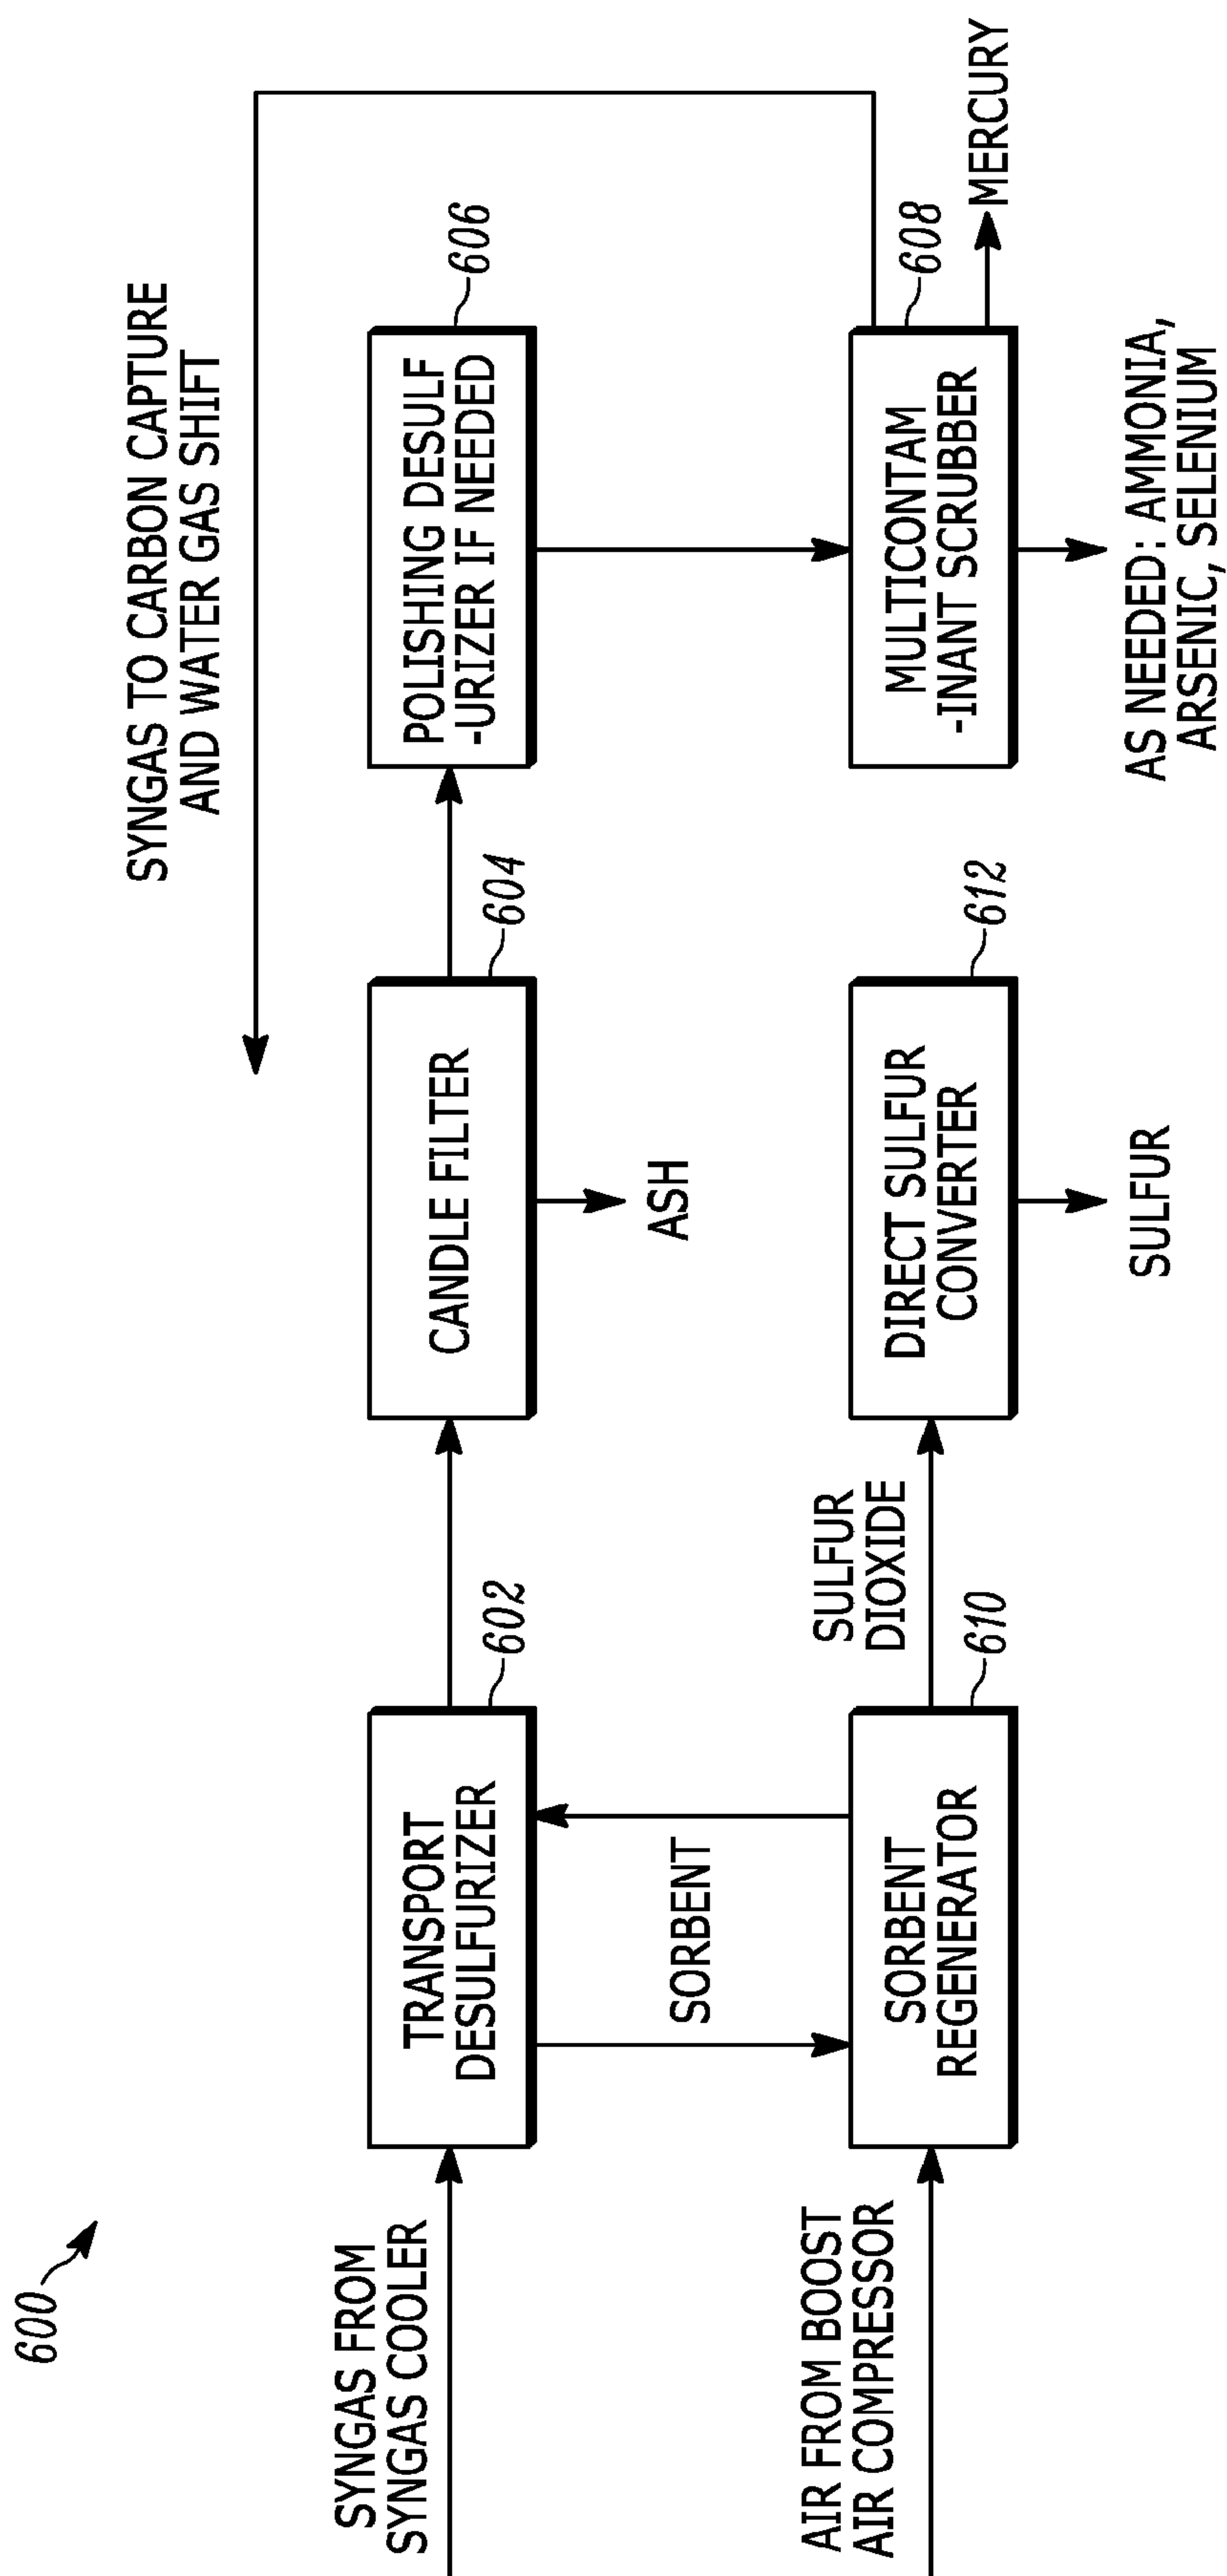 600
SYNGAS TO CARBON CAPTURE
AND WATER GAS SHIFT
SYNGAS FROM
SYNGAS COOLER
TRANSPORT
DESULFURIZER
602
CANDLE FILTER
604
POLISHING DESULF
-URIZER IF NEEDED
606
SORBENT
ASH
AIR FROM BOOST
AIR COMPRESSOR
SORBENT
REGENERATOR
610
SULFUR
DIOXIDE
DIRECT SULFUR
CONVERTER
612
MULTICONTAM
-INANT SCRUBBER
608
MERCURY
SULFUR
AS NEEDED: AMMONIA,
ARSENIC, SELENIUM